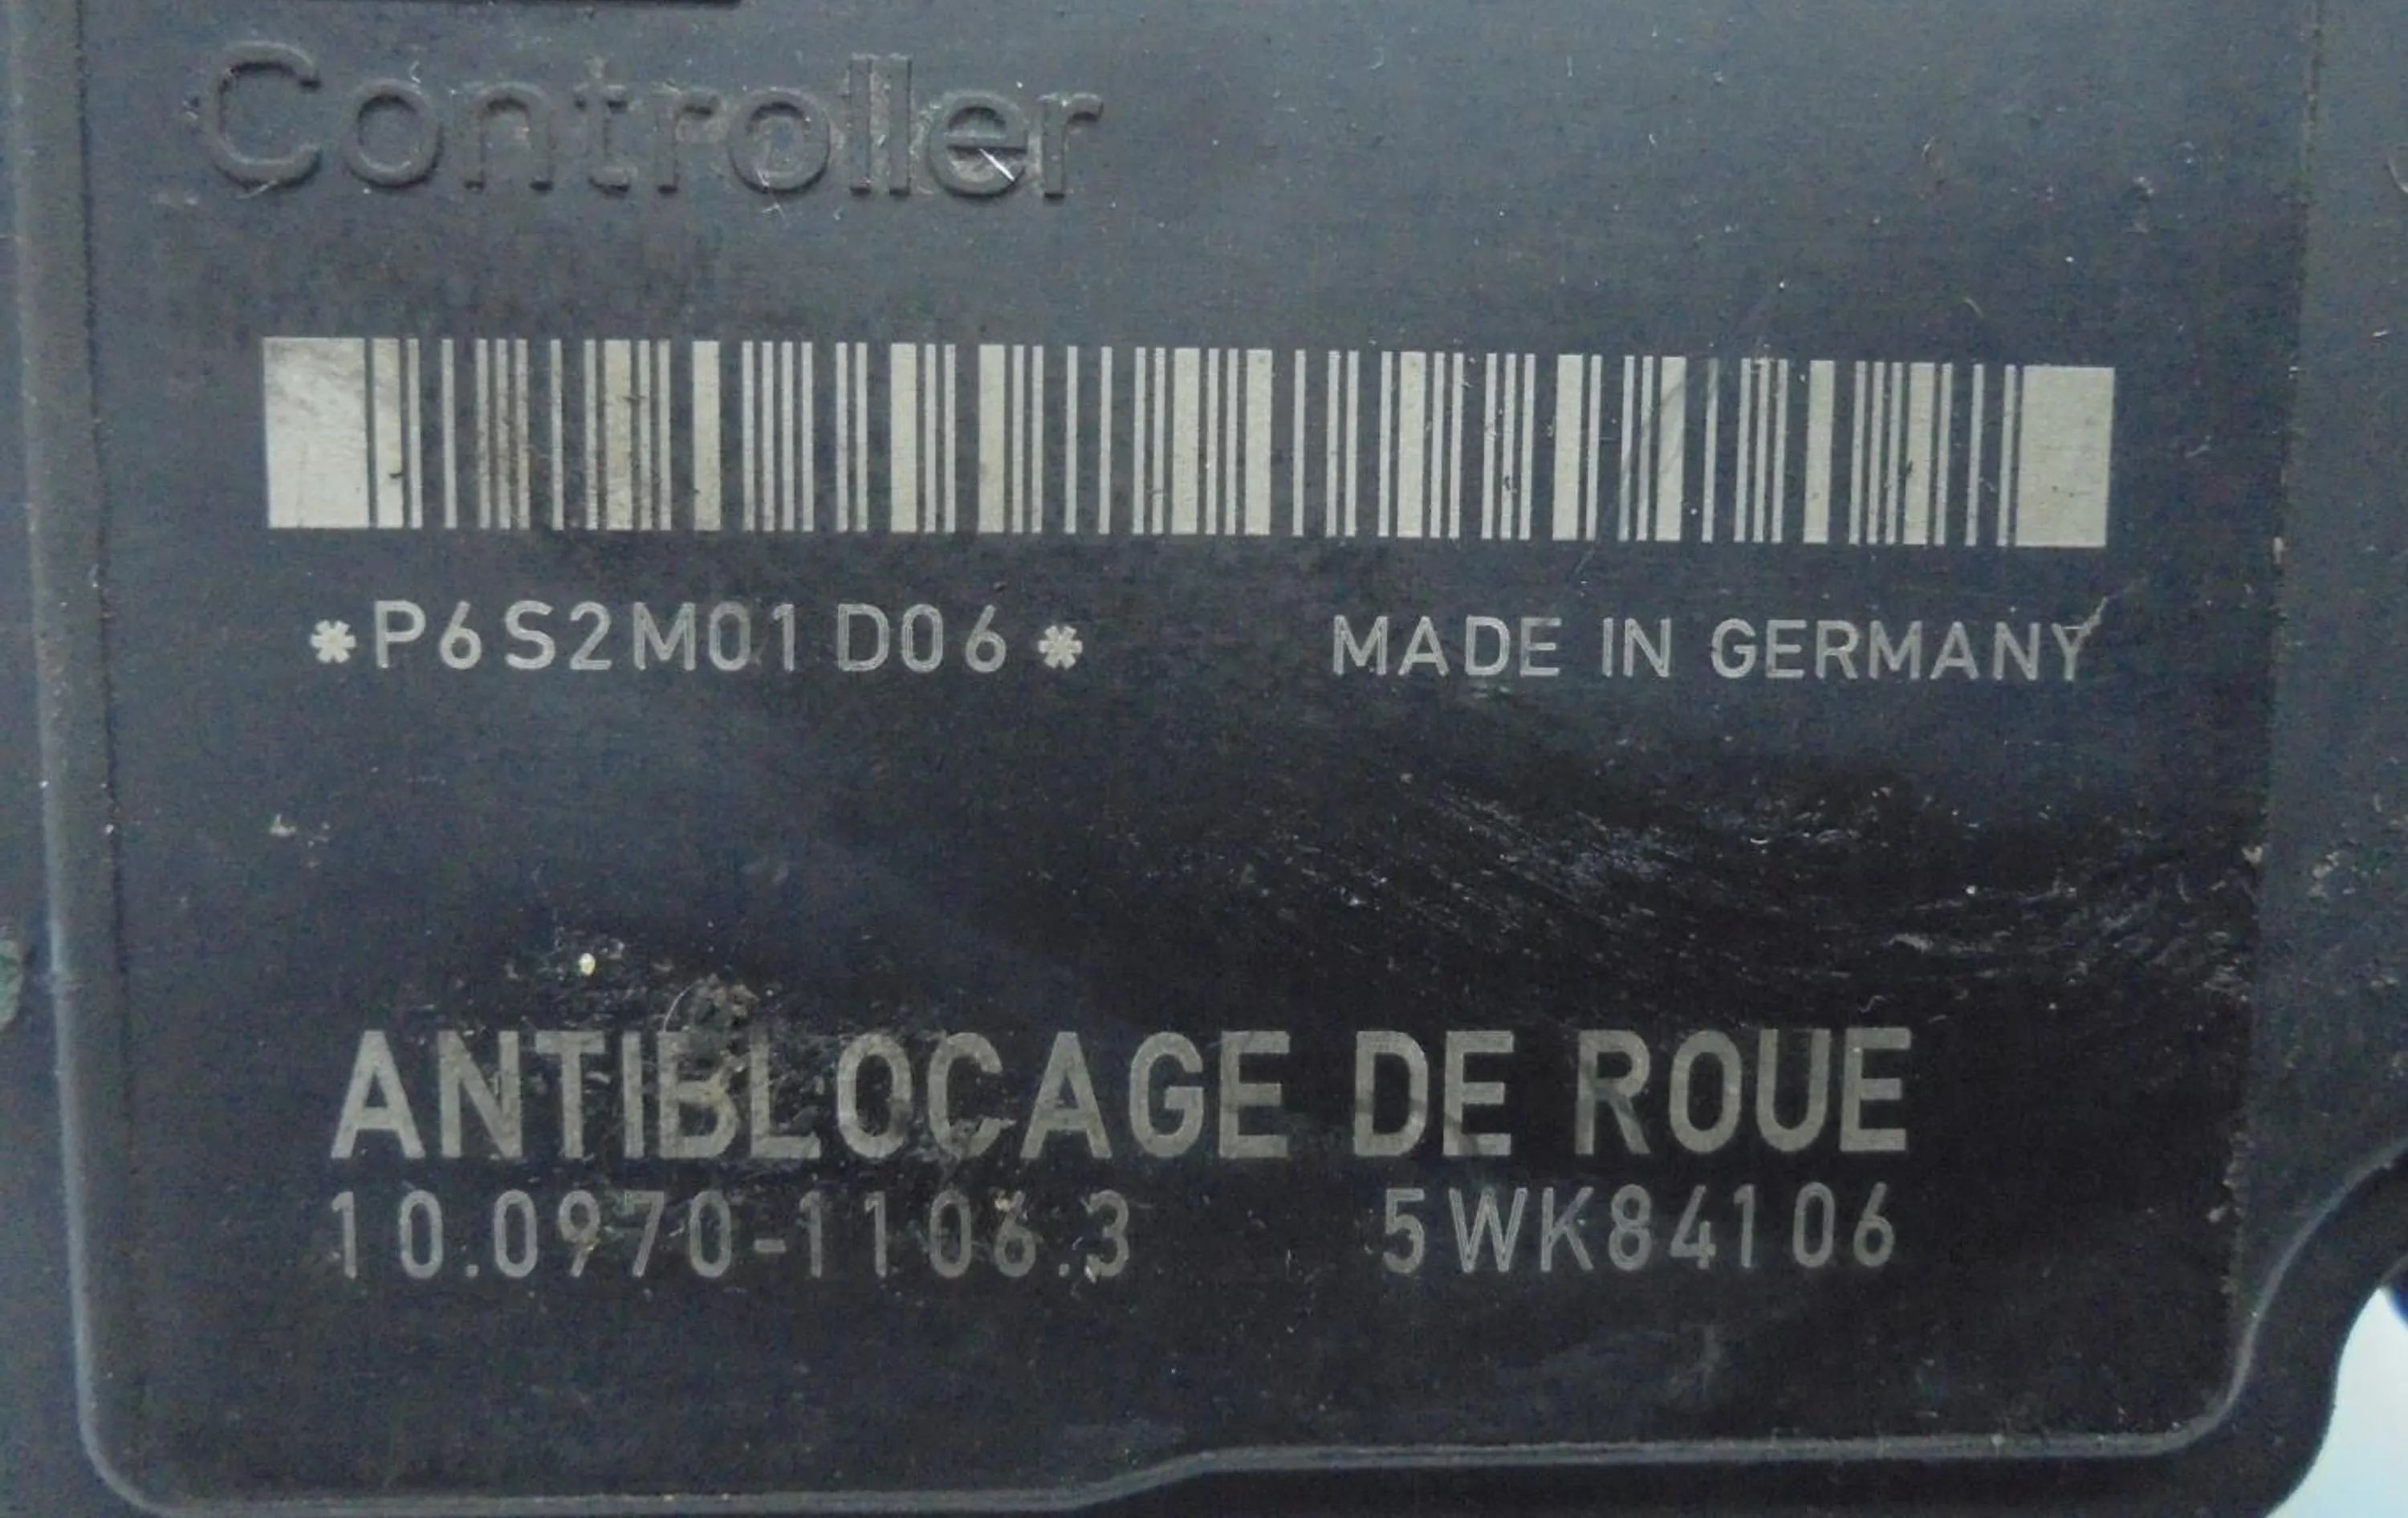 Controller
*P6S2M01D06* MADE IN GERMANY
ANTIBLOCAGE DE ROUE
10.0970-1106.3 5WK84106